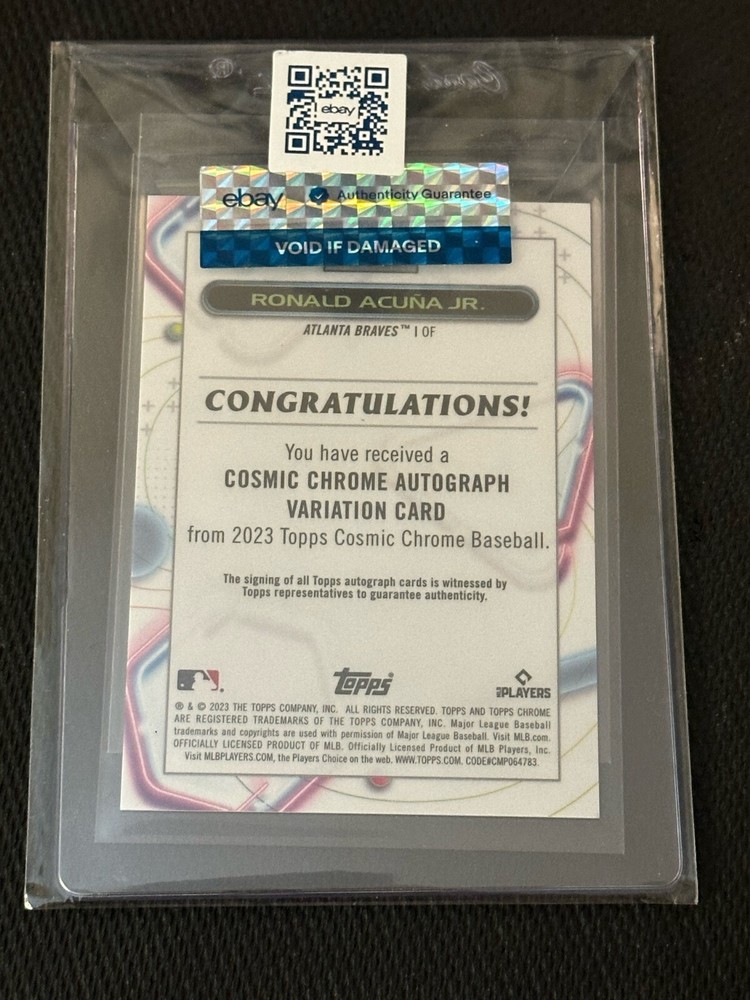 ebay
ebay Authenticity Guarantee
VOID IF DAMAGED
RONALD ACUÑA JR.
ATLANTA BRAVES™ | OF
CONGRATULATIONS!
You have received a
COSMIC CHROME AUTOGRAPH
VARIATION CARD
from 2023 Topps Cosmic Chrome Baseball.
The signing of all Topps autograph cards is witnessed by
Topps representatives to guarantee authenticity.
topps
PLAYERS
® & © 2023 THE TOPPS COMPANY, INC. ALL RIGHTS RESERVED. TOPPS AND TOPPS CHROME
ARE REGISTERED TRADEMARKS OF THE TOPPS COMPANY, INC. Major League Baseball
trademarks and copyrights are used with permission of Major League Baseball. Visit MLB.com.
OFFICIALLY LICENSED PRODUCT OF MLB. Officially Licensed Product of MLB Players, Inc.
Visit MLBPLAYERS.COM, the Players Choice on the web. WWW.TOPPS.COM. CODE#CMP064783.